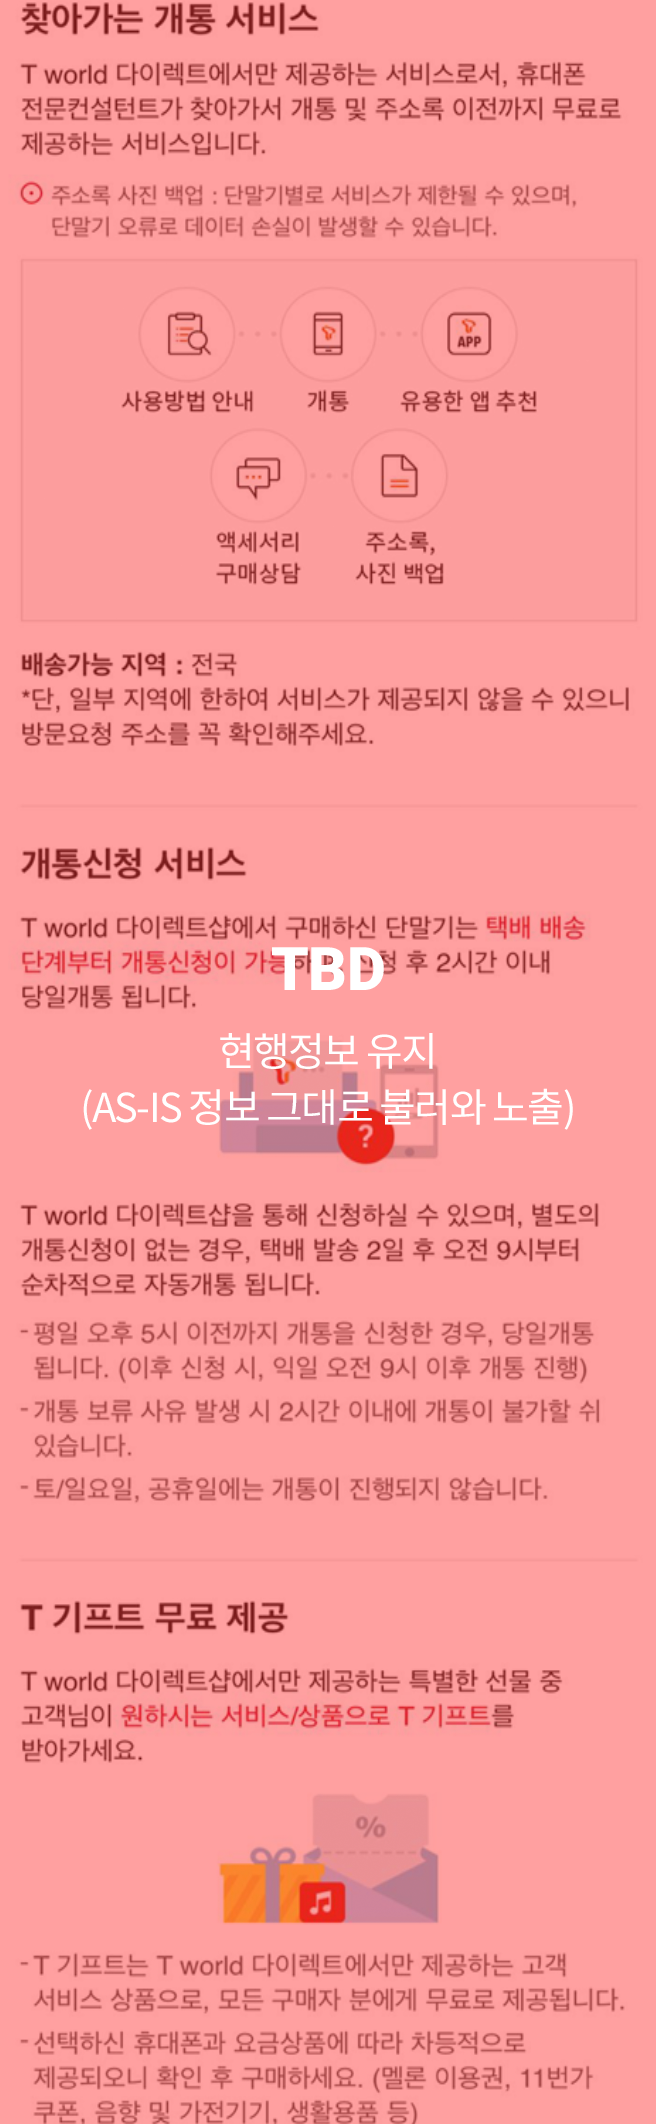 찾아가는 개통 서비스
T world 다이렉트에서만 제공하는 서비스로서, 휴대폰
전문컨설턴트가 찾아가서 개통 및 주소록 이전까지 무료로
제공하는 서비스입니다.
주소록 사진 백업 : 단말기별로 서비스가 제한될 수 있으며,
단말기 오류로 데이터 손실이 발생할 수 있습니다.
APP
사용방법 안내 개통 유용한 앱 추천
액세서리 주소록,
구매상담 사진 백업
배송가능 지역 : 전국
*단, 일부 지역에 한하여 서비스가 제공되지 않을 수 있으니
방문요청 주소를 꼭 확인해주세요.
개통신청 서비스
T world 다이렉트샵에서 구매하신 단말기는 택배 배송
단계부터 개통신청이 가능 후 2시간 이내
TBD
당일개통 됩니다.
현행정보 유지
(AS-IS 정보 그대로 불러와 노출)
?
T world 다이렉트샵을 통해 신청하실 수 있으며, 별도의
개통신청이 없는 경우, 택배 발송 2일 후 오전 9시부터
순차적으로 자동개통 됩니다.
- 평일 오후 5시 이전까지 개통을 신청한 경우, 당일개통
됩니다. (이후 신청 시, 익일 오전 9시 이후 개통 진행)
- 개통 보류 사유 발생 시 2시간 이내에 개통이 불가할 쉬
있습니다.
- 토/일요일, 공휴일에는 개통이 진행되지 않습니다.
T 기프트 무료 제공
T world 다이렉트샵에서만 제공하는 특별한 선물 중
고객님이 원하시는 서비스/상품으로 T 기프트를
받아가세요.
%
- T 기프트는 T world 다이렉트에서만 제공하는 고객
서비스 상품으로, 모든 구매자 분에게 무료로 제공됩니다.
- 선택하신 휴대폰과 요금상품에 따라 차등적으로
제공되오니 확인 후 구매하세요. (멜론 이용권, 11번가
쿠폰, 음향 및 가전기기, 생활용품 등)